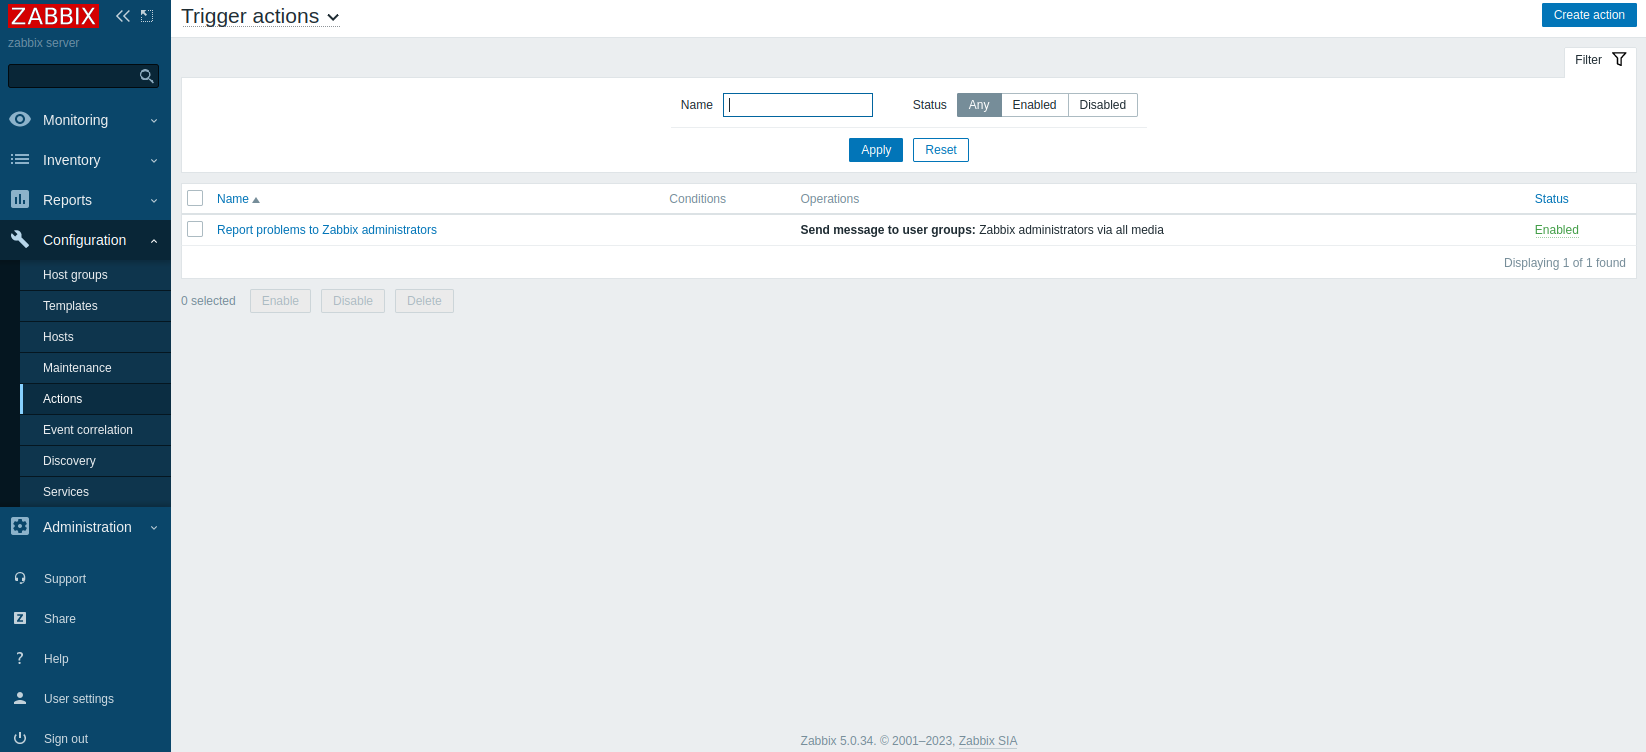 ZABBIX
zabbix server
Monitoring
Inventory
Reports
Configuration
Host groups
Templates
Hosts
Maintenance
Actions
Event correlation
Discovery
Services
Administration
Support
Share
Help
User settings
Sign out
Trigger actions
Create action
Filter
Name Status Any Enabled Disabled
Apply Reset
Name Conditions Operations Status
Report problems to Zabbix administrators Send message to user groups: Zabbix administrators via all media Enabled
Displaying 1 of 1 found
0 selected Enable Disable Delete
Zabbix 5.0.34. © 2001–2023, Zabbix SIA